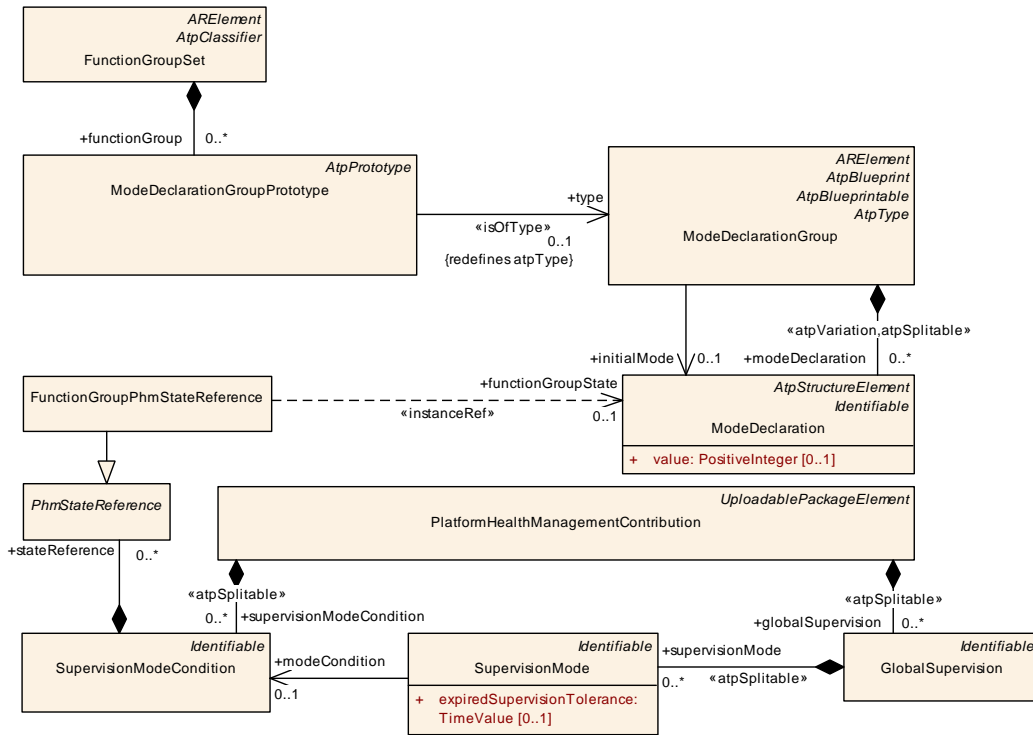 ARElement
AtpClassifier
FunctionGroupSet
+functionGroup
0..*
AtpPrototype
ModeDeclarationGroupPrototype
ARElement
AtpBlueprint
AtpBlueprintable
AtpType
ModeDeclarationGroup
+type
«isOfType»
0..1
{redefines atpType}
«atpVariation,atpSplitable»
+initialMode
0..1
+modeDeclaration
0..*
FunctionGroupPhmStateReference
+functionGroupState
«instanceRef»
0..1
AtpStructureElement
Identifiable
ModeDeclaration
+ value: PositiveInteger [0..1]
PhmStateReference
+stateReference
0..*
UploadablePackageElement
PlatformHealthManagementContribution
«atpSplitable»
0..*
+supervisionModeCondition
«atpSplitable»
+globalSupervision
0..*
Identifiable
SupervisionModeCondition
+modeCondition
0..1
Identifiable
SupervisionMode
+ expiredSupervisionTolerance:
TimeValue [0..1]
+supervisionMode
0..*
«atpSplitable»
Identifiable
GlobalSupervision